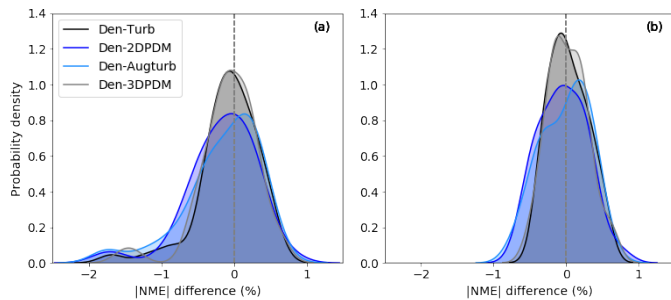 1.4
1.2
1.0
0.8
0.6
0.4
0.2
0.0
Probability density
Den-Turb
Den-2DPDM
Den-Augturb
Den-3DPDM
(a)
−2
−1
0
1
|NME| difference (%)
1.4
1.2
1.0
0.8
0.6
0.4
0.2
0.0
(b)
−2
−1
0
1
|NME| difference (%)